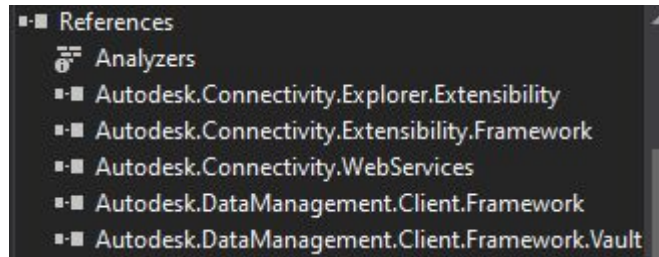 References
Analyzers
Autodesk.Connectivity.Explorer.Extensibility
Autodesk.Connectivity.Extensibility.Framework
Autodesk.Connectivity.WebServices
Autodesk.DataManagement.Client.Framework
Autodesk.DataManagement.Client.Framework.Vault